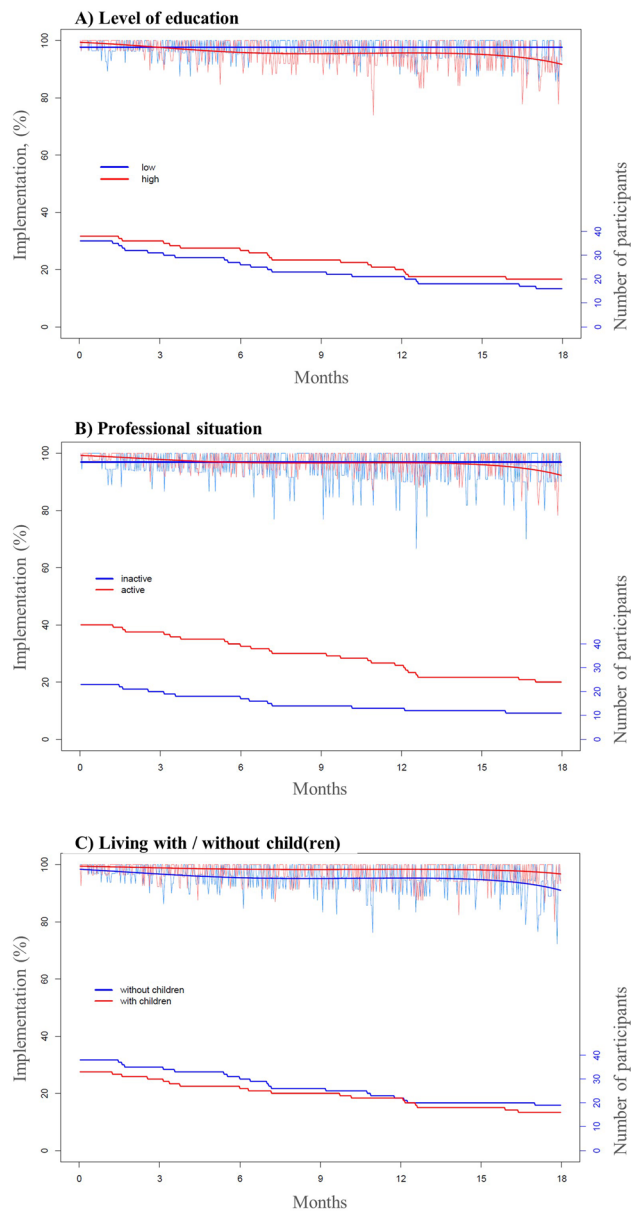 A) Level of education
100
80
60
40
20
0
Implementation, (%)
low
high
40
30
20
10
0
Number of participants
0 3 6 9 12 15 18
Months
B) Professional situation
100
80
60
40
20
0
Implementation (%)
inactive
active
40
30
20
10
0
Number of participants
0 3 6 9 12 15 18
C) Living with / without child(ren)
100
80
60
40
20
0
Implementation (%)
without children
with children
40
30
20
10
0
Number of participants
0 3 6 9 12 15 18
Months